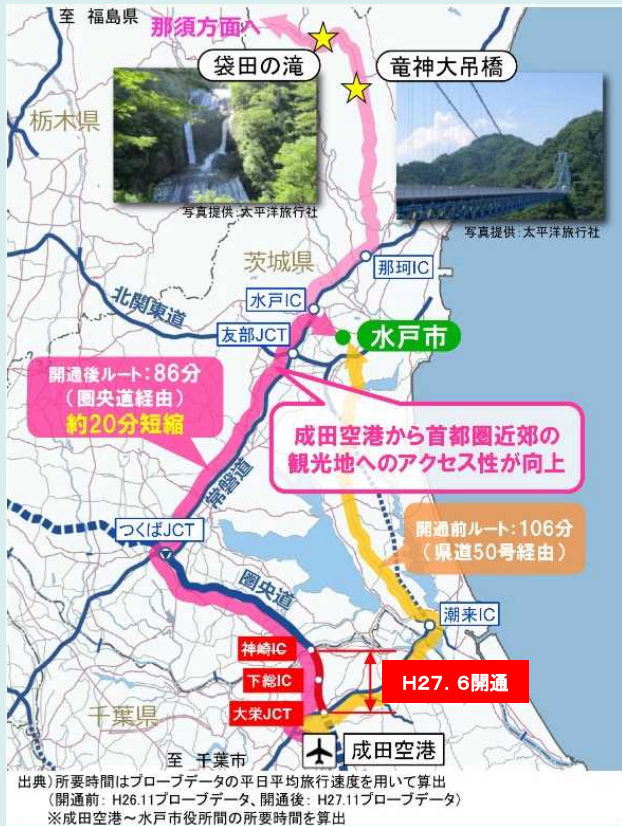 至 福島県
那須方面へ
袋田の滝
竜神大吊橋
栃木県
写真提供:太平洋旅行社
写真提供:太平洋旅行社
茨城県
那珂IC
水戸IC
北関東道
友部JCT
水戸市
開通後ルート:86分
(圏央道経由)
約20分短縮
成田空港から首都圏近郊の
観光地へのアクセス性が向上
常磐道
つくばJCT
開通前ルート:106分
(県道50号経由)
圏央道
潮来IC
神崎IC
下総IC
H27.6開通
大栄JCT
千葉県
至 千葉市
成田空港
出典)所要時間はプローブデータの平日平均旅行速度を用いて算出
(開通前:H26.11プローブデータ、開通後:H27.11プローブデータ)
※成田空港~水戸市役所間の所要時間を算出